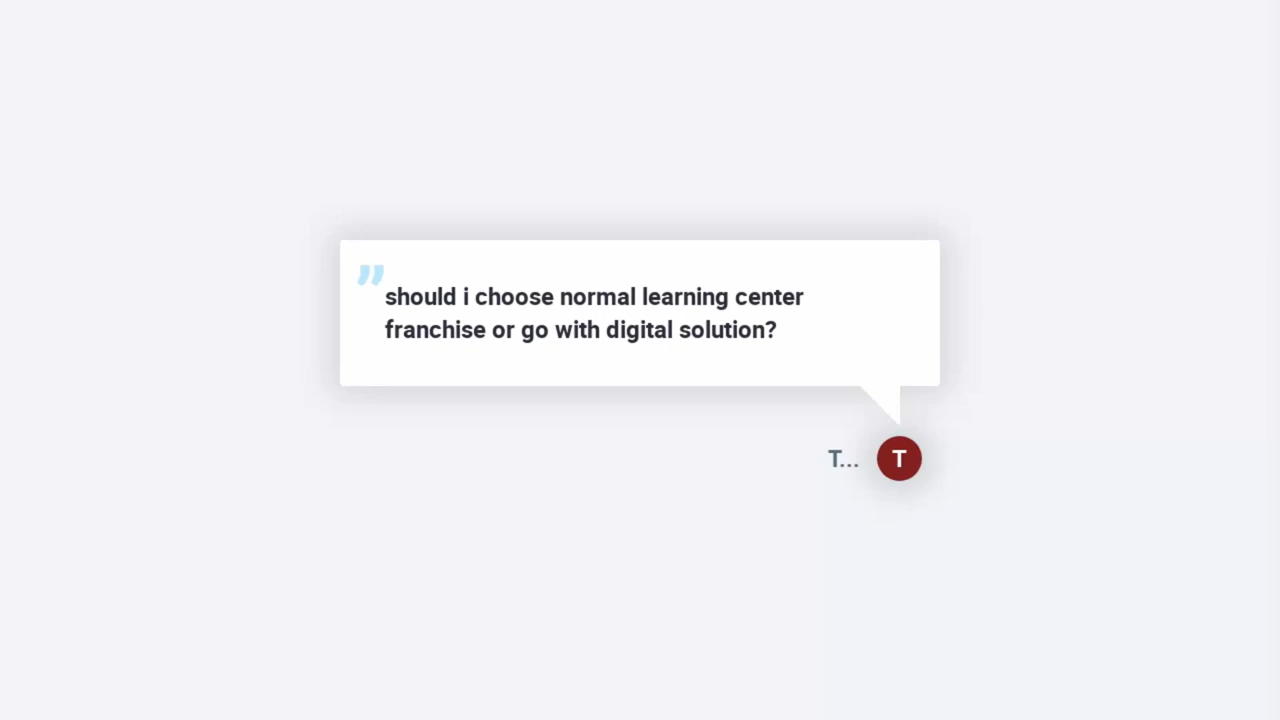 ”
should i choose normal learning center
franchise or go with digital solution?
T...
T